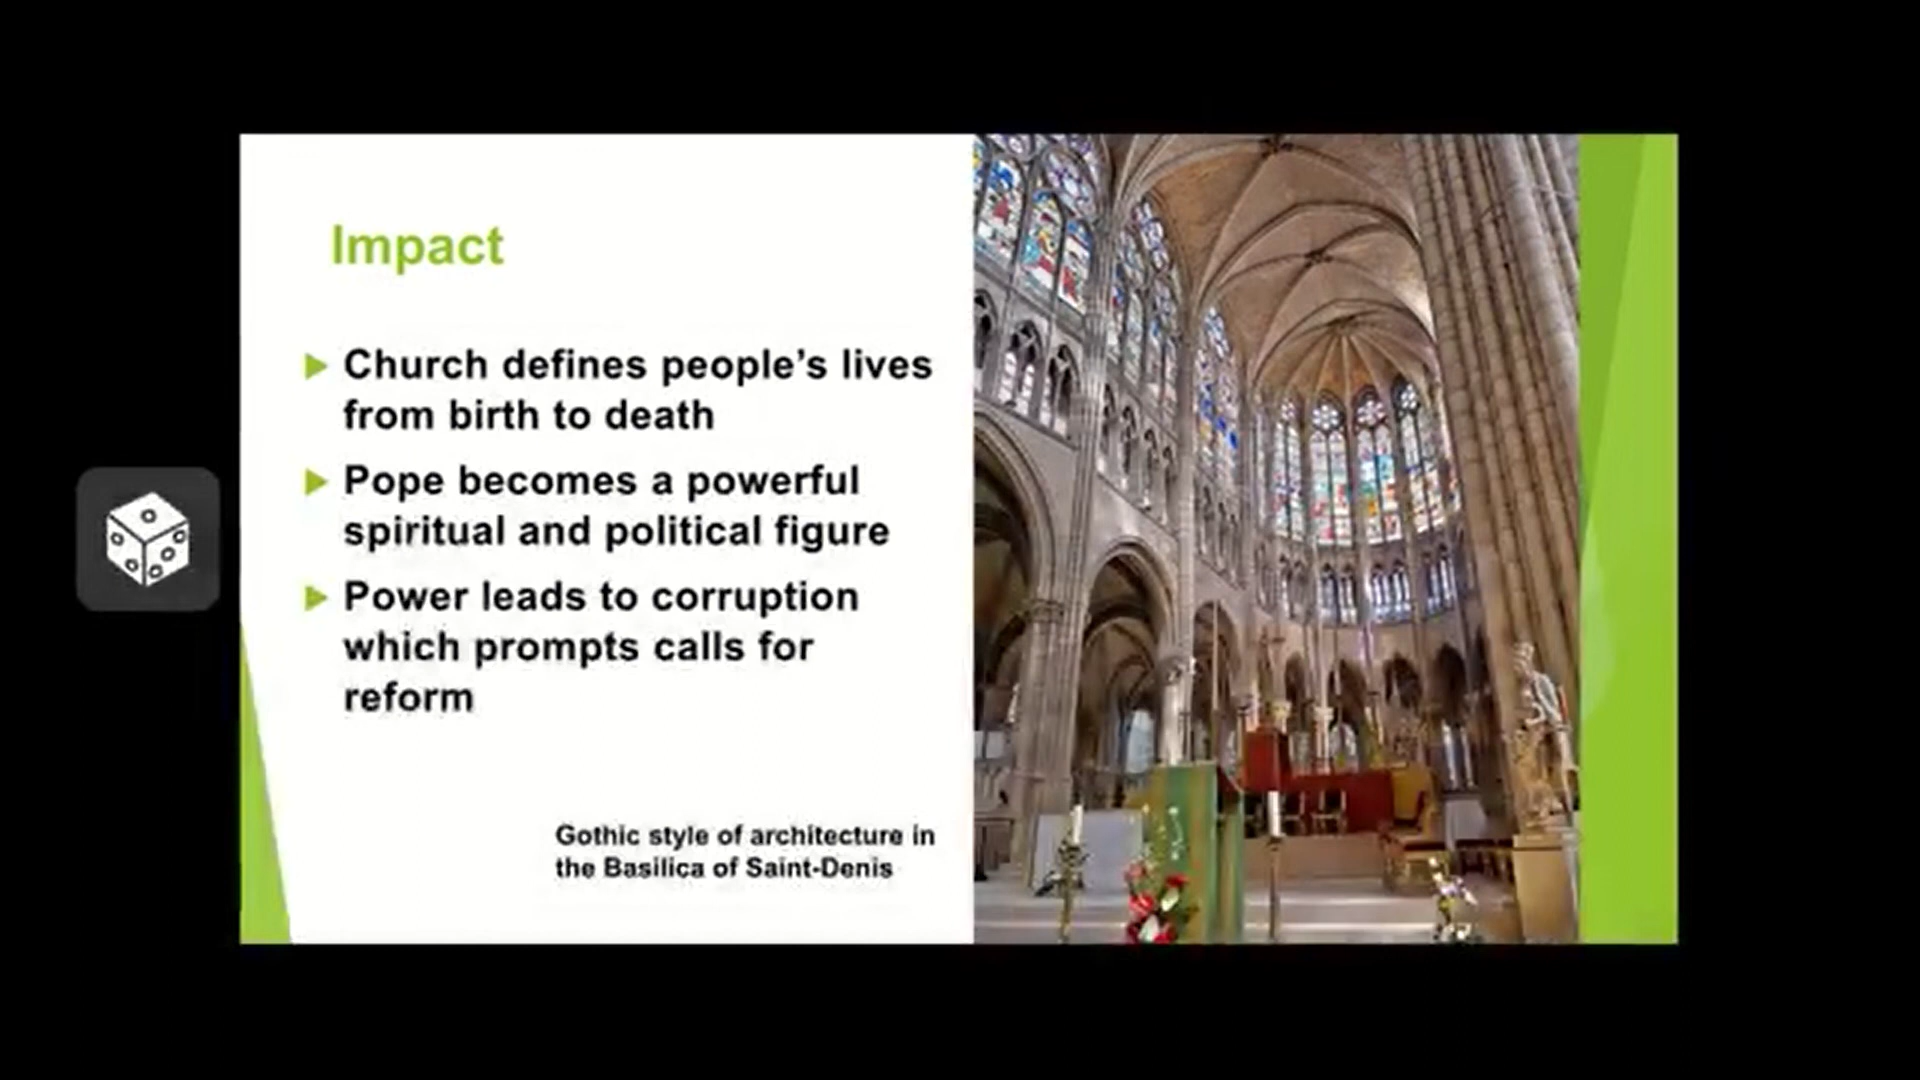 Impact
Church defines people’s lives
from birth to death
Pope becomes a powerful
spiritual and political figure
Power leads to corruption
which prompts calls for
reform
Gothic style of architecture in
the Basilica of Saint-Denis